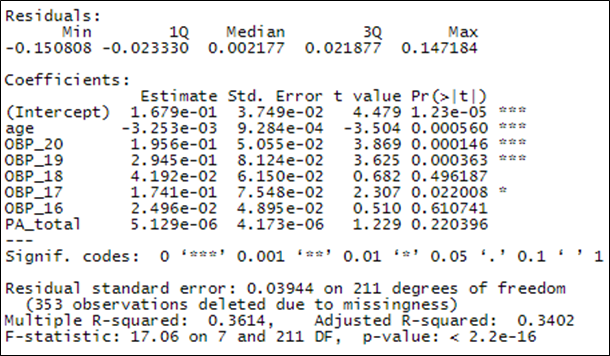 Residuals:
Min 1Q Median 3Q Max
-0.150808 -0.023330 0.002177 0.021877 0.147184
Coefficients:
Estimate Std. Error t value Pr(>|t|)
(Intercept) 1.679e-01 3.749e-02 4.479 1.23e-05 ***
age -3.253e-03 9.284e-04 -3.504 0.000560 ***
OBP_20 1.956e-01 5.055e-02 3.869 0.000146 ***
OBP_19 2.945e-01 8.124e-02 3.625 0.000363 ***
OBP_18 4.192e-02 6.150e-02 0.682 0.496187
OBP_17 1.741e-01 7.548e-02 2.307 0.022008 *
OBP_16 2.496e-02 4.895e-02 0.510 0.610741
PA_total 5.129e-06 4.173e-06 1.229 0.220396
---
Signif. codes: 0 ‘***’ 0.001 ‘**’ 0.01 ‘*’ 0.05 ‘.’ 0.1 ‘ ’ 1
Residual standard error: 0.03944 on 211 degrees of freedom
(353 observations deleted due to missingness)
Multiple R-squared: 0.3614, Adjusted R-squared: 0.3402
F-statistic: 17.06 on 7 and 211 DF, p-value: < 2.2e-16